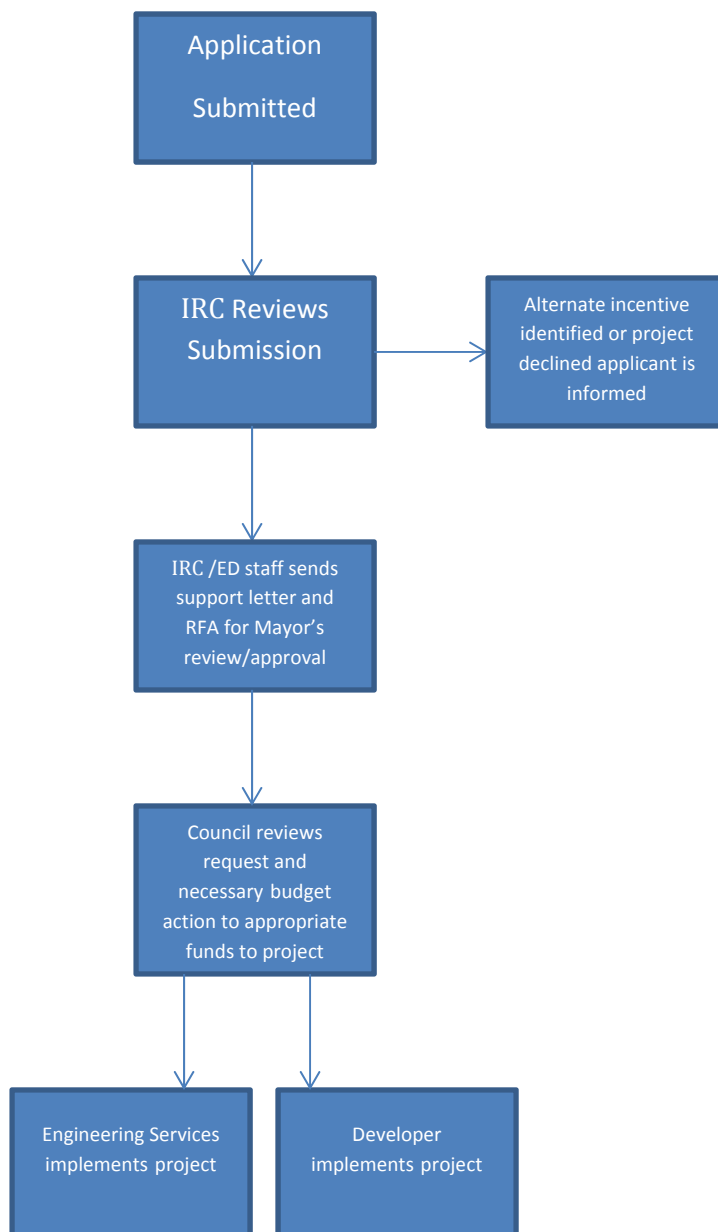 Application
Submitted
IRC Reviews
Submission
Alternate incentive
identified or project
declined applicant is
informed
IRC /ED staff sends
support letter and
RFA for Mayor’s
review/approval
Council reviews
request and
necessary budget
action to appropriate
funds to project
Engineering Services
implements project
Developer
implements project